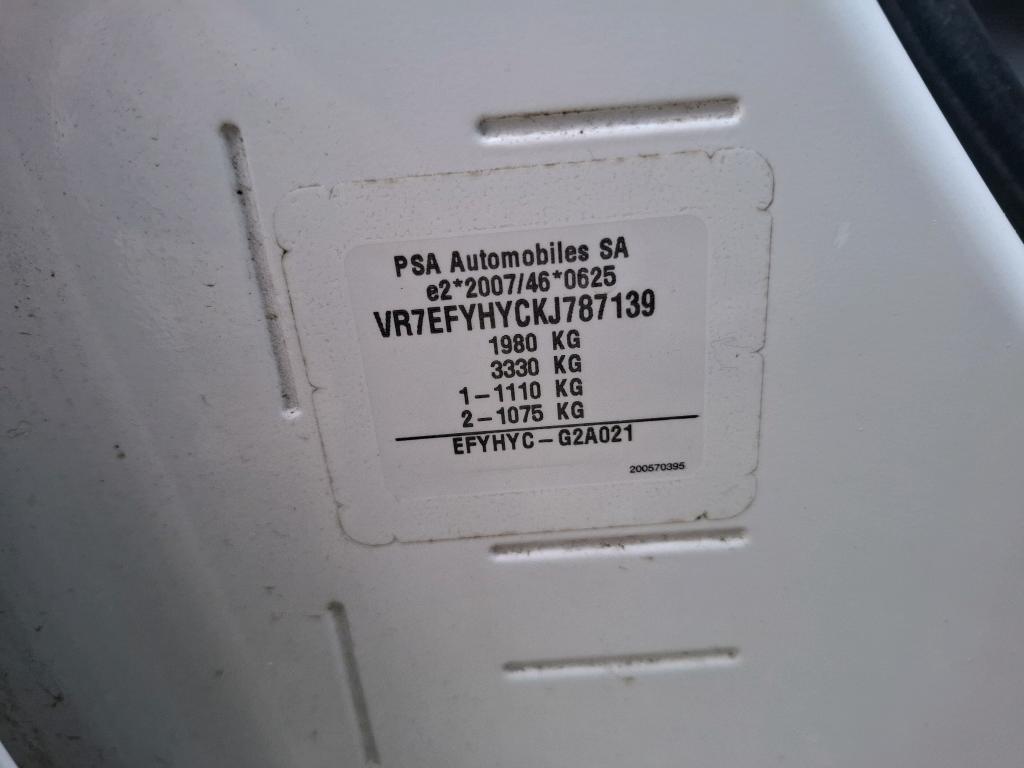 PSA Automobiles SA
e2*2007/46*0625
VR7EFYHYCKJ787139
1980 KG
3330 KG
1-1110 KG
2-1075 KG
EFYHYC-G2A021
200570395